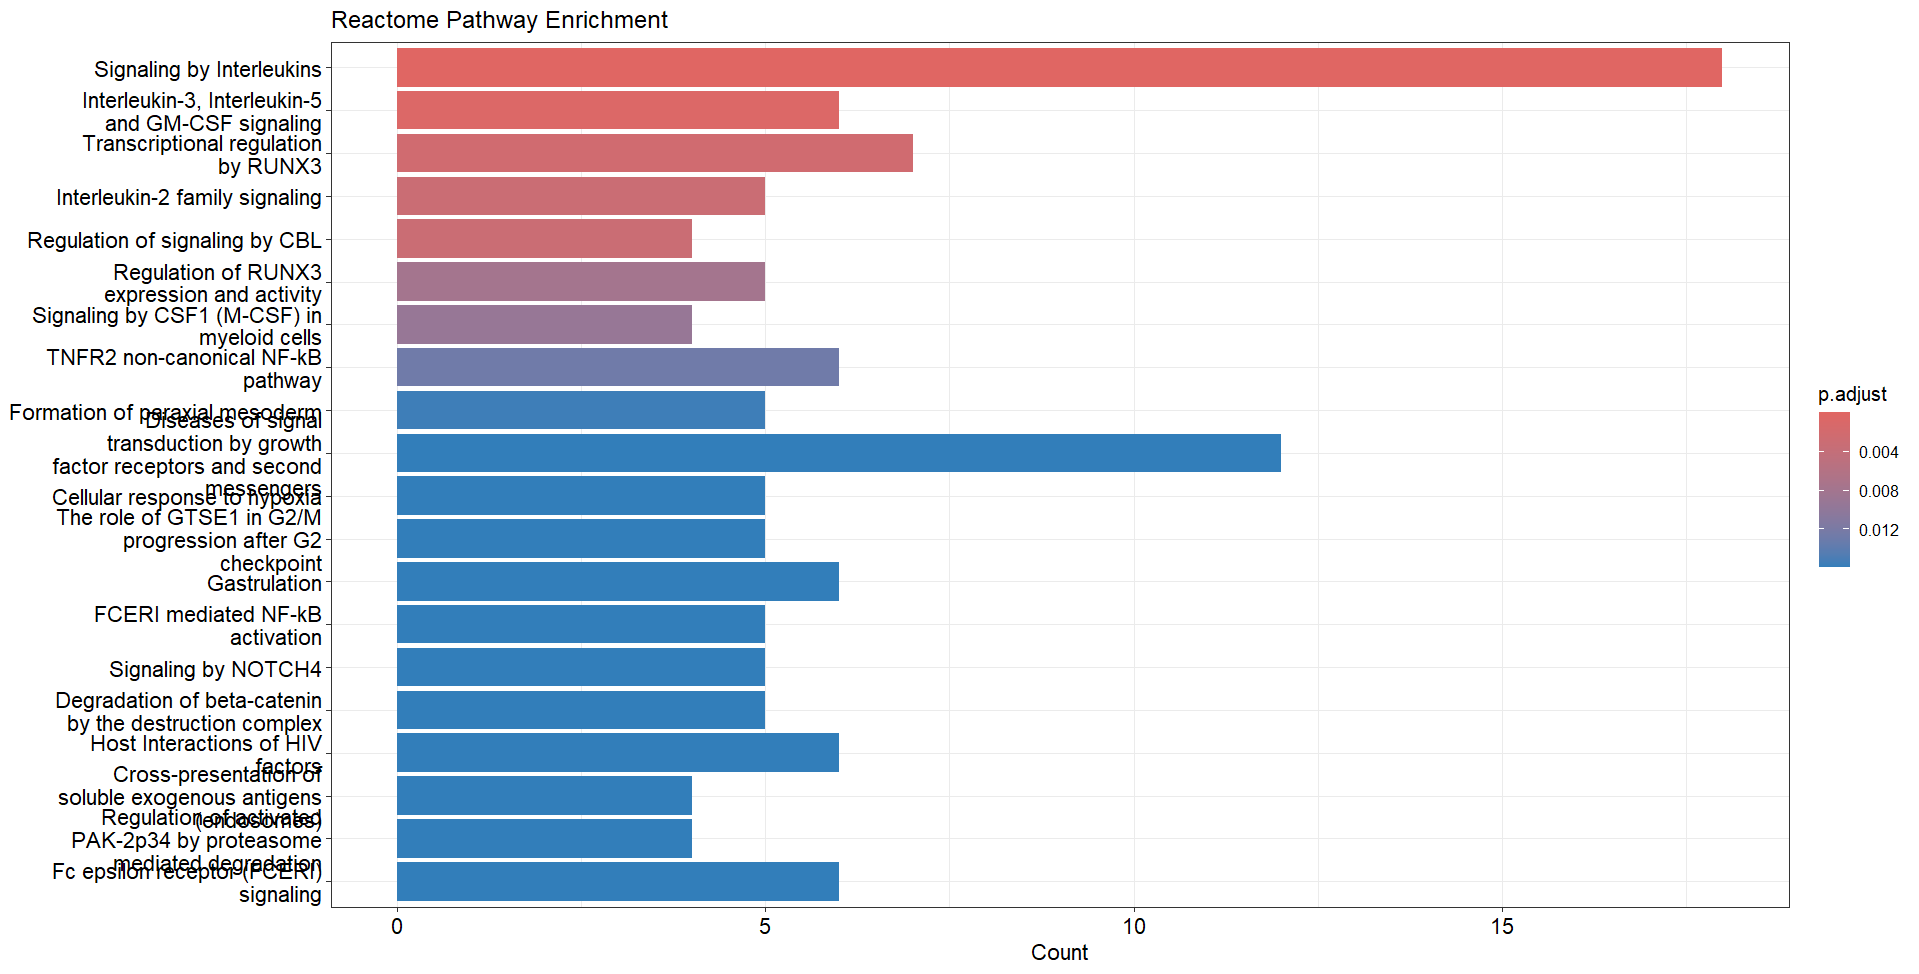 Reactome Pathway Enrichment
Signaling by Interleukins
Interleukin-3, Interleukin-5
and GM-CSF signaling
Transcriptional regulation
by RUNX3
Interleukin-2 family signaling
Regulation of signaling by CBL
Regulation of RUNX3
expression and activity
Signaling by CSF1 (M-CSF) in
myeloid cells
TNFR2 non-canonical NF-kB
pathway
Formation of paraxial mesoderm
Diseases of signal
transduction by growth
factor receptors and second
messengers
Cellular response to hypoxia
The role of GTSE1 in G2/M
progression after G2
checkpoint
Gastrulation
FCERI mediated NF-kB
activation
Signaling by NOTCH4
Degradation of beta-catenin
by the destruction complex
Host Interactions of HIV
factors
Cross-presentation of
soluble exogenous antigens
(endosomes)
Regulation of activated
PAK-2p34 by proteasome
mediated degradation
Fc epsilon receptor (FCERI)
signaling
0 5 10 15
Count
p.adjust
0.004
0.008
0.012